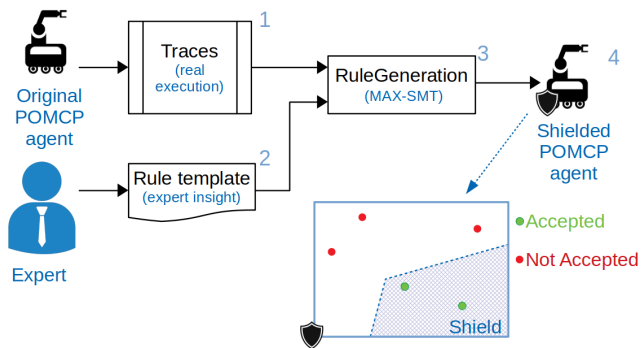 1
Traces
(real
execution)
Original
POMCP
agent
2
Rule template
(expert insight)
Expert
3
RuleGeneration
(MAX-SMT)
4
Shielded
POMCP
agent
Accepted
Not Accepted
Shield